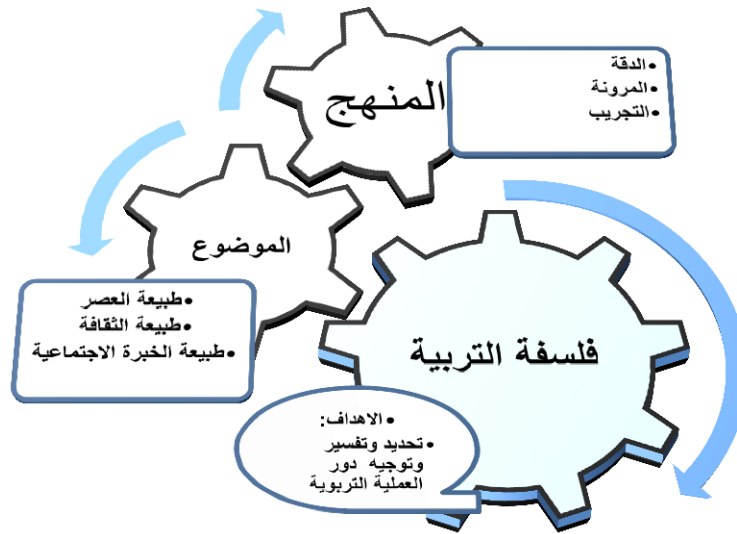 المنهج
•الدقة
•المرونة
•التجريب
الموضوع
•طبيعة العصر
•طبيعة الثقافة
•طبيعة الخبرة الاجتماعية
فلسفة التربية
•الاهداف:
•تحديد وتفسير
وتوجيه دور
العملية التربوية